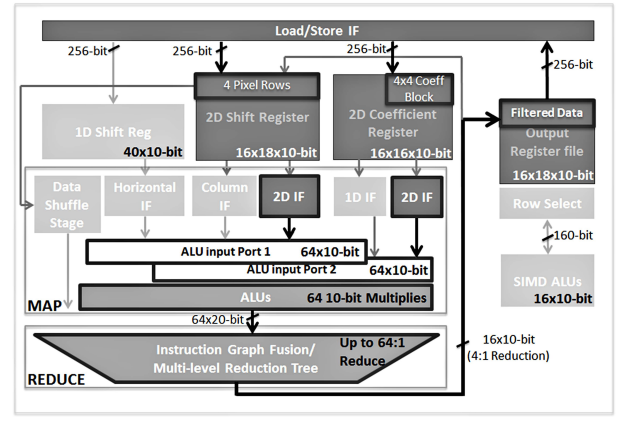 Load/Store IF
256-bit
256-bit
256-bit
256-bit
4 Pixel Rows
4x4 Coeff
Block
Filtered Data
1D Shift Reg
40x10-bit
2D Shift Register
16x18x10-bit
2D Coefficient
Register
16x16x10-bit
Output
Register file
16x18x10-bit
Data
Shuffle
Stage
Horizontal
IF
Column
IF
2D IF
1D IF
2D IF
Row Select
160-bit
SIMD ALUs
16x10-bit
ALU input Port 1 64x10-bit
ALU input Port 2 64x10-bit
ALUs 64 10-bit Multiplies
MAP
64x20-bit
Instruction Graph Fusion/
Multi-level Reduction Tree
Up to 64:1
Reduce
REDUCE
16x10-bit
(4:1 Reduction)